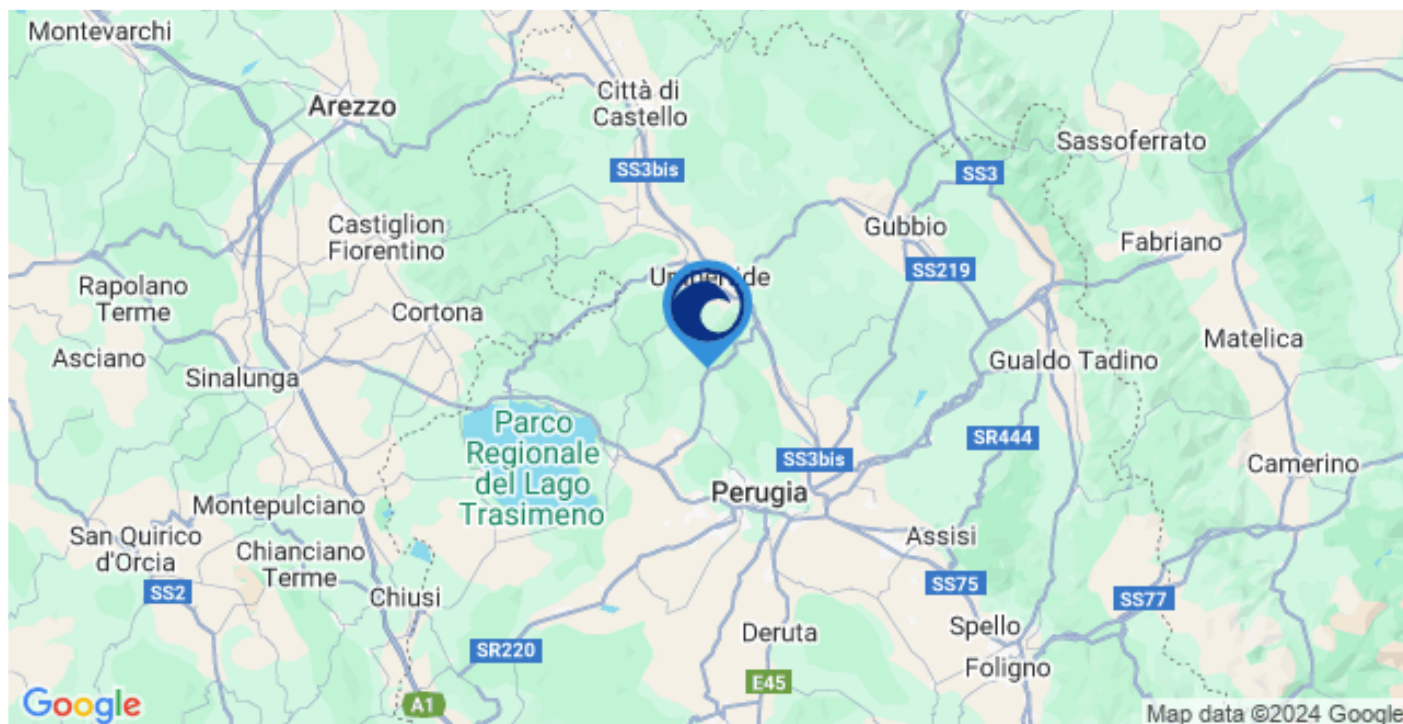 Montevarchi
Arezzo
Città di
Castello
Sassoferrato
SS3bis
SS3
Castiglion
Fiorentino
Gubbio
Fabriano
SS219
Rapolano
Terme
Cortona
Matelica
Asciano
Sinalunga
Gualdo Tadino
Parco
Regionale
del Lago
Trasimeno
SR444
SS3bis
Camerino
Perugia
Montepulciano
San Quirico
d'Orcia
Chianciano
Terme
Assisi
SS2
Chiusi
SS75
SS77
Deruta
Spello
SR220
Foligno
E45
A1
Google
Map data ©2024 Google